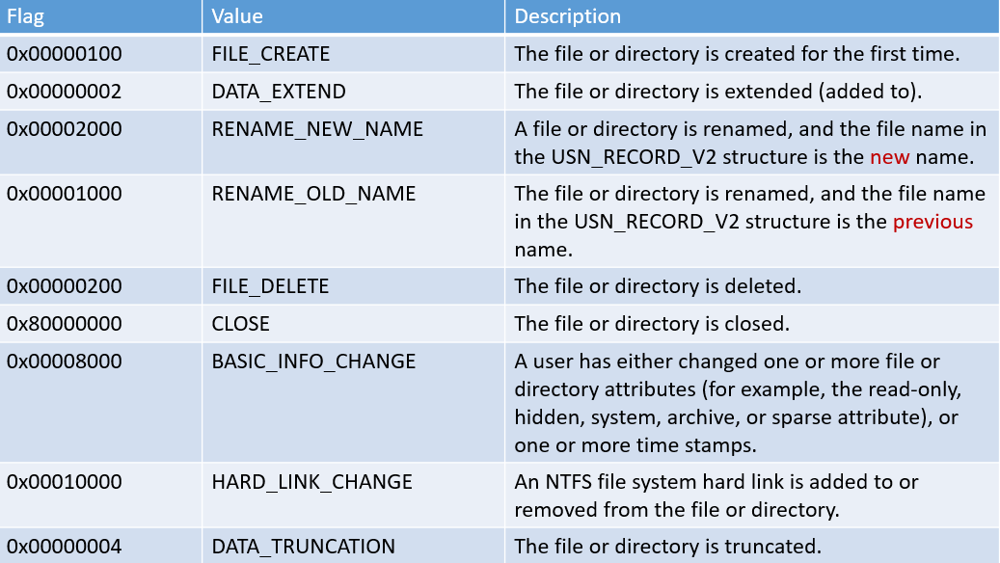 Flag Value Description
0x00000100 FILE_CREATE The file or directory is created for the first time.
0x00000002 DATA_EXTEND The file or directory is extended (added to).
0x00002000 RENAME_NEW_NAME A file or directory is renamed, and the file name in
the USN_RECORD_V2 structure is the new name.
0x00001000 RENAME_OLD_NAME The file or directory is renamed, and the file name
in the USN_RECORD_V2 structure is the previous
name.
0x00000200 FILE_DELETE The file or directory is deleted.
0x80000000 CLOSE The file or directory is closed.
0x00008000 BASIC_INFO_CHANGE A user has either changed one or more file or
directory attributes (for example, the read-only,
hidden, system, archive, or sparse attribute), or
one or more time stamps.
0x00010000 HARD_LINK_CHANGE An NTFS file system hard link is added to or
removed from the file or directory.
0x00000004 DATA_TRUNCATION The file or directory is truncated.